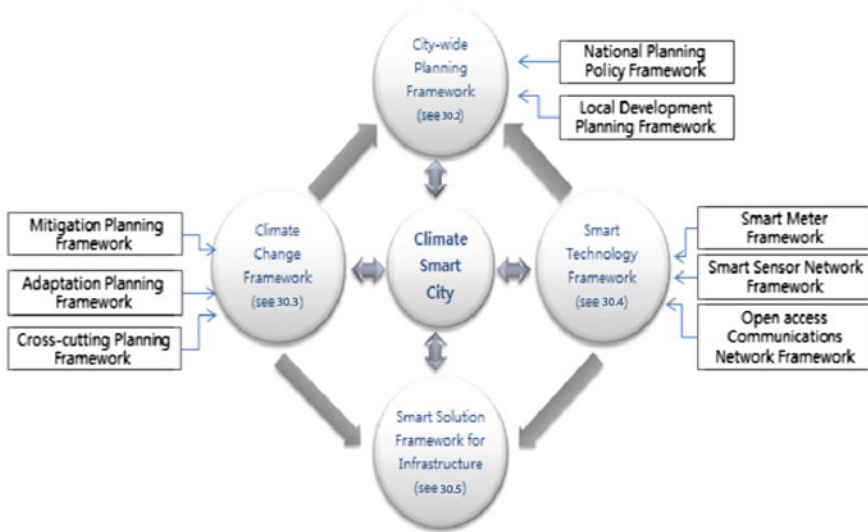 City-wide
Planning
Framework
(see 30.2)
National Planning
Policy Framework
Local Development
Planning Framework
Mitigation Planning
Framework
Adaptation Planning
Framework
Cross-cutting Planning
Framework
Climate
Change
Framework
(see 30.3)
Climate
Smart
City
Smart
Technology
Framework
(see 30.4)
Smart Meter
Framework
Smart Sensor Network
Framework
Open access
Communications
Network Framework
Smart Solution
Framework for
Infrastructure
(see 30.5)